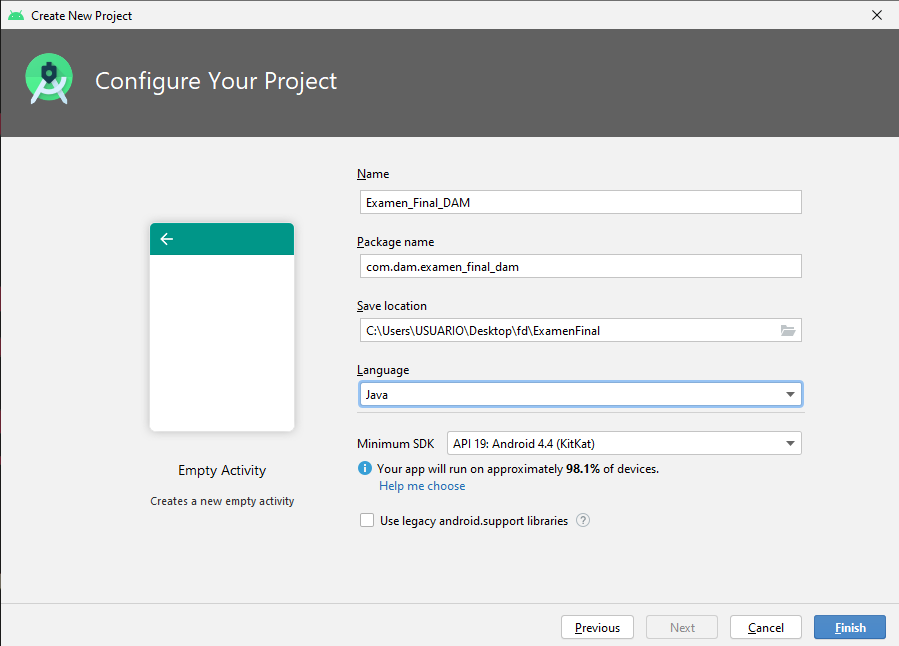 Create New Project
Configure Your Project
Name
Examen_Final_DAM
Package name
com.dam.examen_final_dam
Save location
C:\Users\USUARIO\Desktop\fd\ExamenFinal
Language
Java
Minimum SDK API 19: Android 4.4 (KitKat)
Your app will run on approximately 98.1% of devices.
Help me choose
Use legacy android.support libraries ?
Empty Activity
Creates a new empty activity
Previous Next Cancel Finish